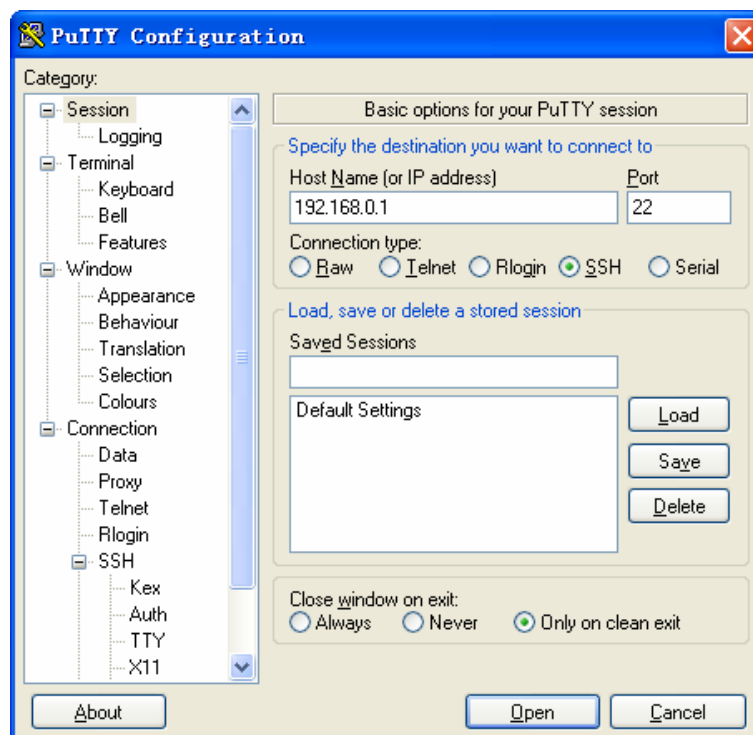 PuTTY Configuration
Category:
Session
Logging
Terminal
Keyboard
Bell
Features
Window
Appearance
Behaviour
Translation
Selection
Colours
Connection
Data
Proxy
Telnet
Rlogin
SSH
Kex
Auth
TTY
X11
Basic options for your PuTTY session
Specify the destination you want to connect to
Host Name (or IP address) Port
192.168.0.1 22
Connection type:
Raw Telnet Rlogin SSH Serial
Load, save or delete a stored session
Saved Sessions
Default Settings
Load
Save
Delete
Close window on exit:
Always Never Only on clean exit
About Open Cancel